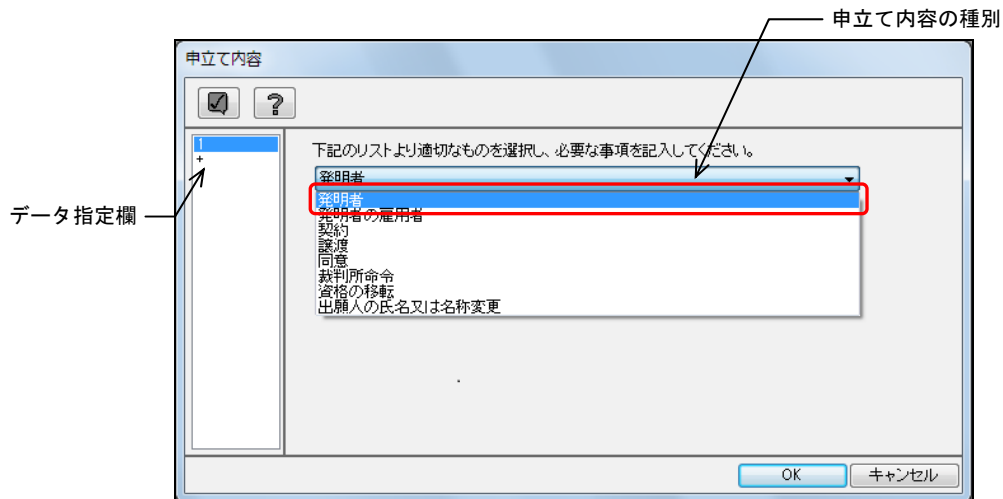 申立て内容の種別
申立て内容
1
+
下記のリストより適切なものを選択し、必要な事項を記入してください。
データ指定欄
発明者
発明者
発明者の雇用者
契約
譲渡
同意
裁判所命令
資格の移転
出願人の氏名又は名称変更
OK
キャンセル